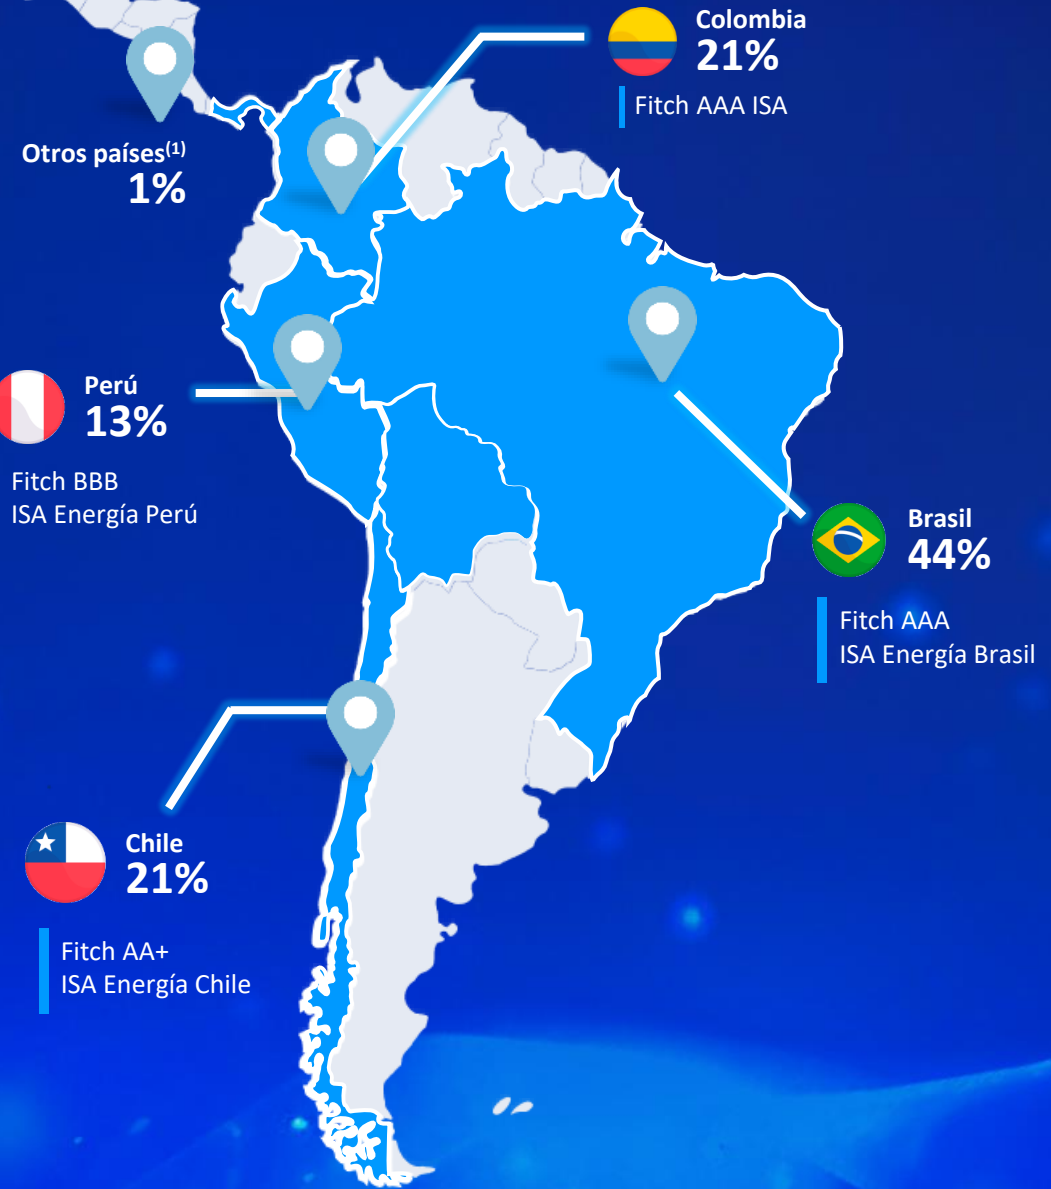 Colombia
21%
Fitch AAA ISA
Otros países(1)
1%
Perú
13%
Fitch BBB
ISA Energía Perú
Brasil
44%
Fitch AAA
ISA Energía Brasil
Chile
21%
Fitch AA+
ISA Energía Chile